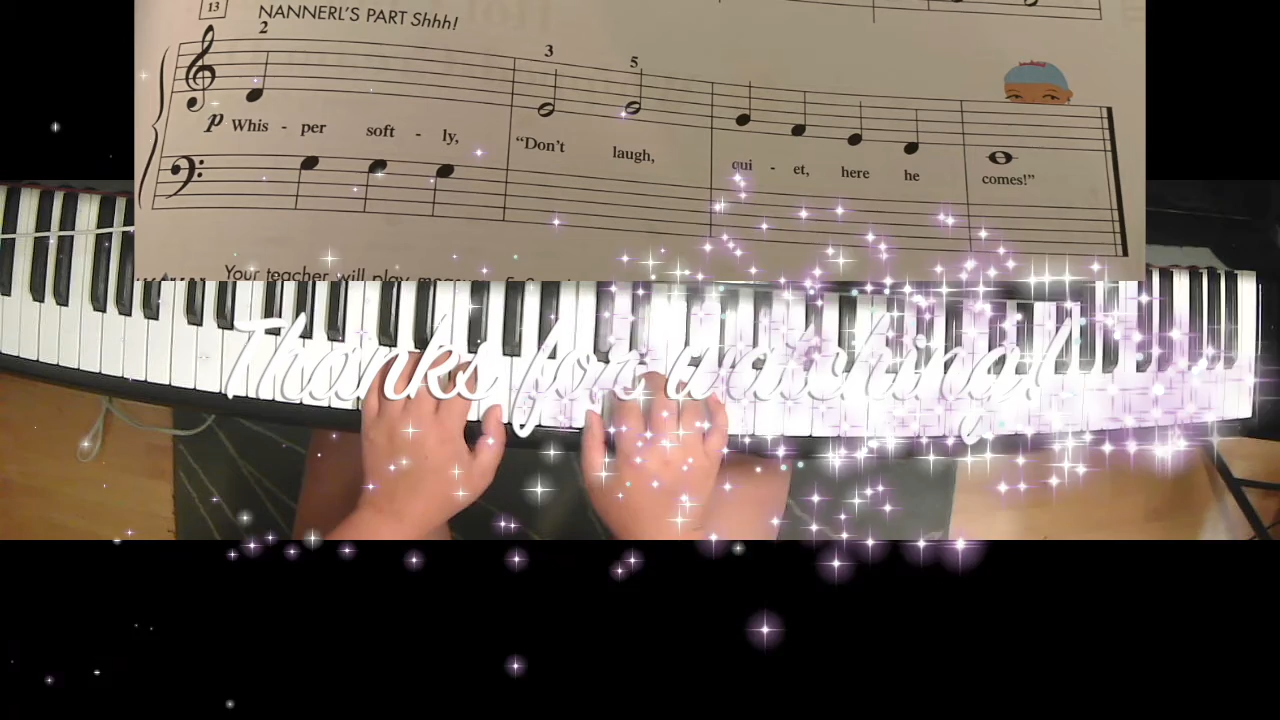 13
NANNERL'S PART Shhh!
2
3
5
p Whis - per soft - ly, "Don't laugh, qui - et, here he comes!"
Your teacher will play
Thanks for watching!